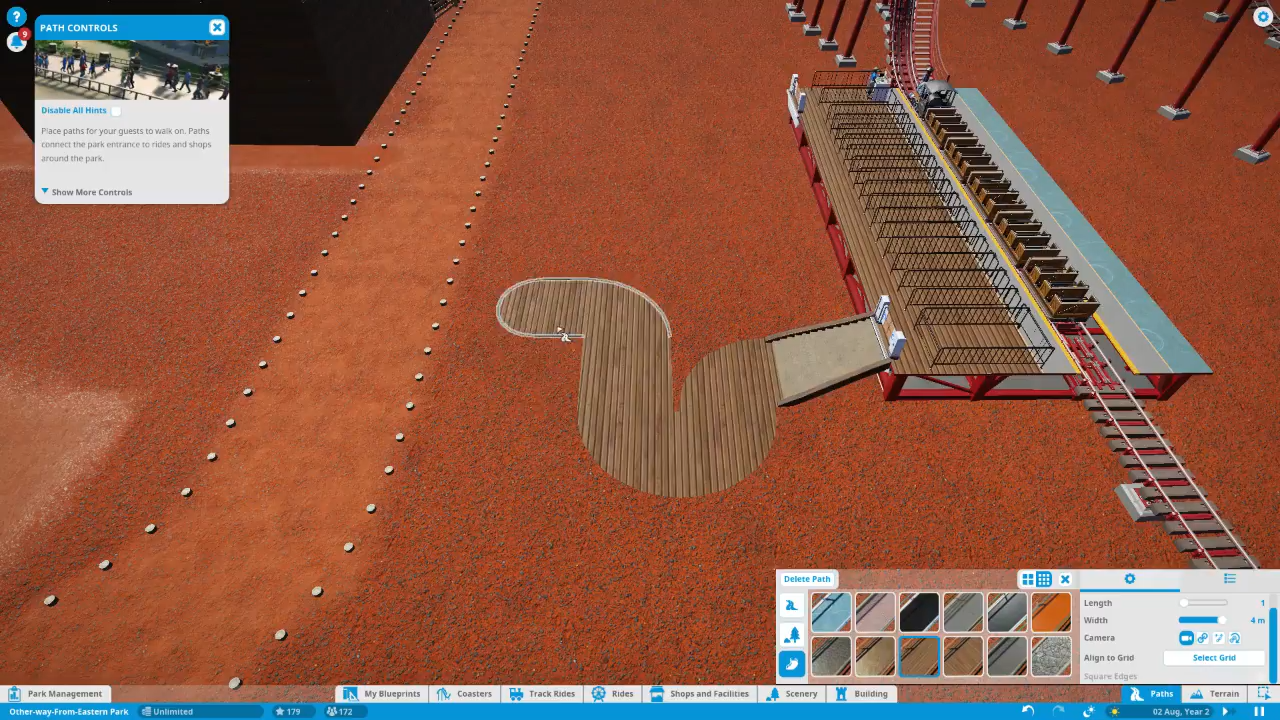 ?
PATH CONTROLS
9
Disable All Hints
Place paths for your guests to walk on. Paths
connect the park entrance to rides and shops
around the park.
Show More Controls
Delete Path
Length 1
Width 4 m
Camera
Align to Grid Select Grid
Square Edges
Park Management My Blueprints Coasters Track Rides Rides Shops and Facilities Scenery Building Paths Terrain
Other-way-From-Eastern Park Unlimited 179 172 02 Aug, Year 2